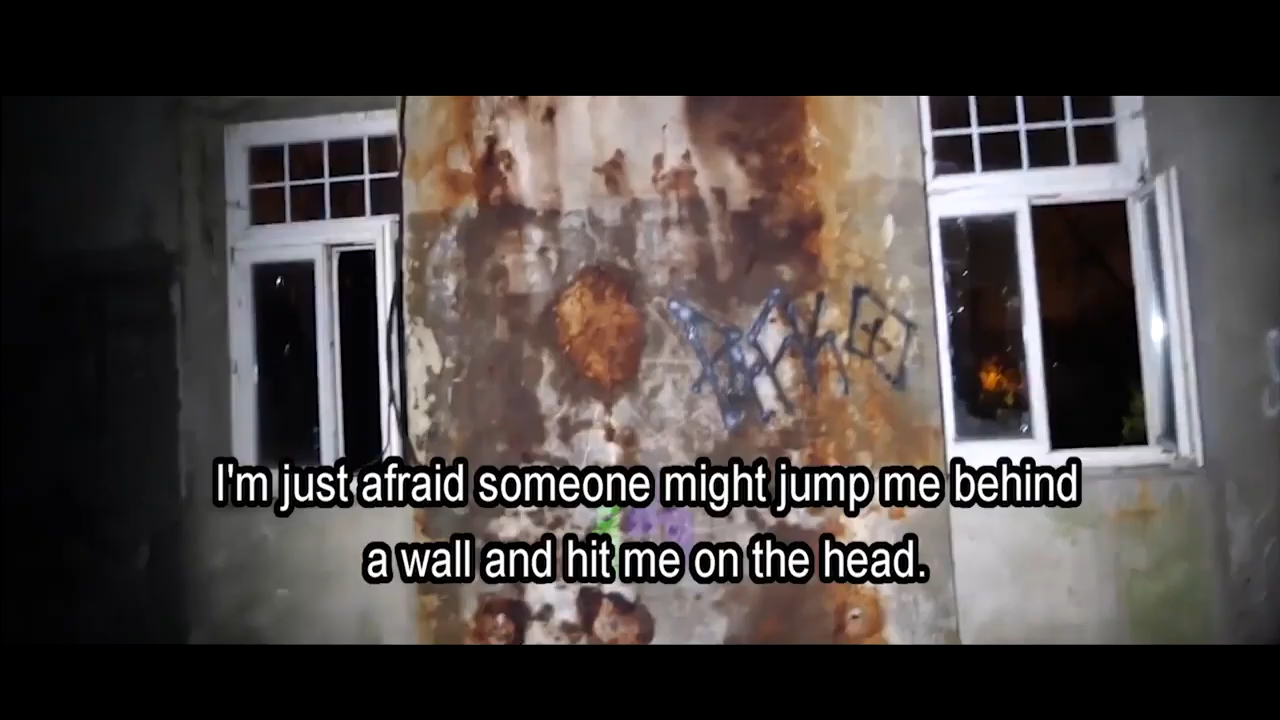 I'm just afraid someone might jump me behind
a wall and hit me on the head.